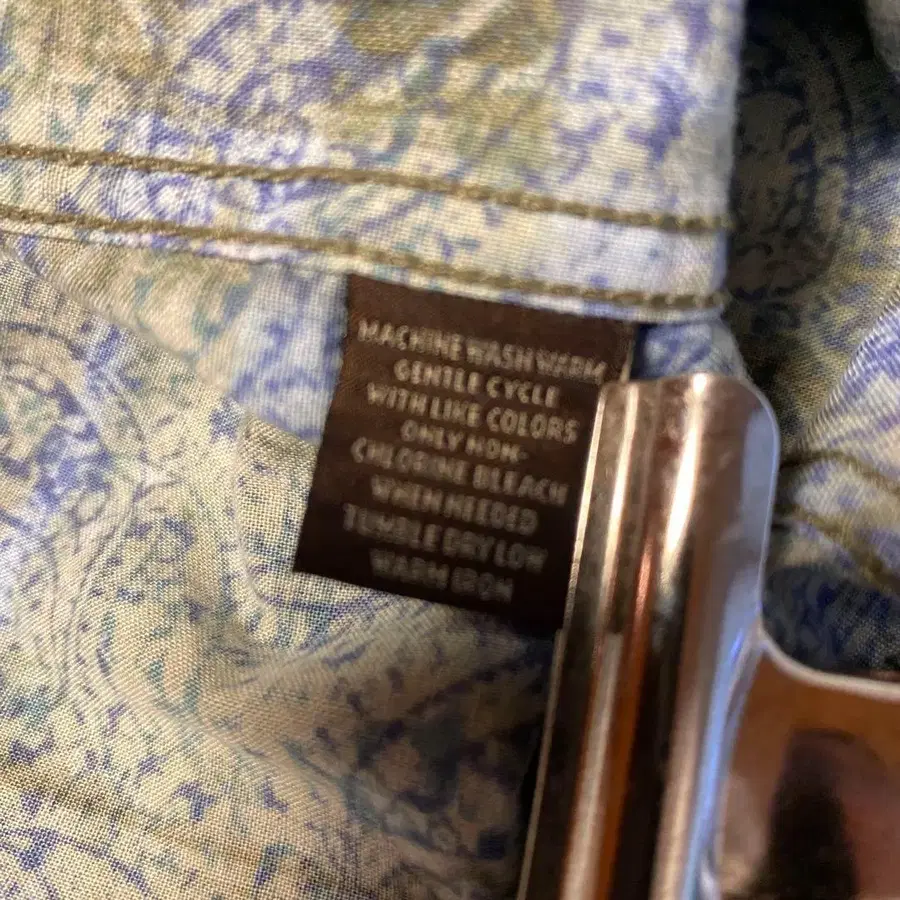 MACHINE WASH WARM
GENTLE CYCLE
WITH LIKE COLORS
ONLY NON-
CHLORINE BLEACH
WHEN NEEDED
TUMBLE DRY LOW
WARM IRON